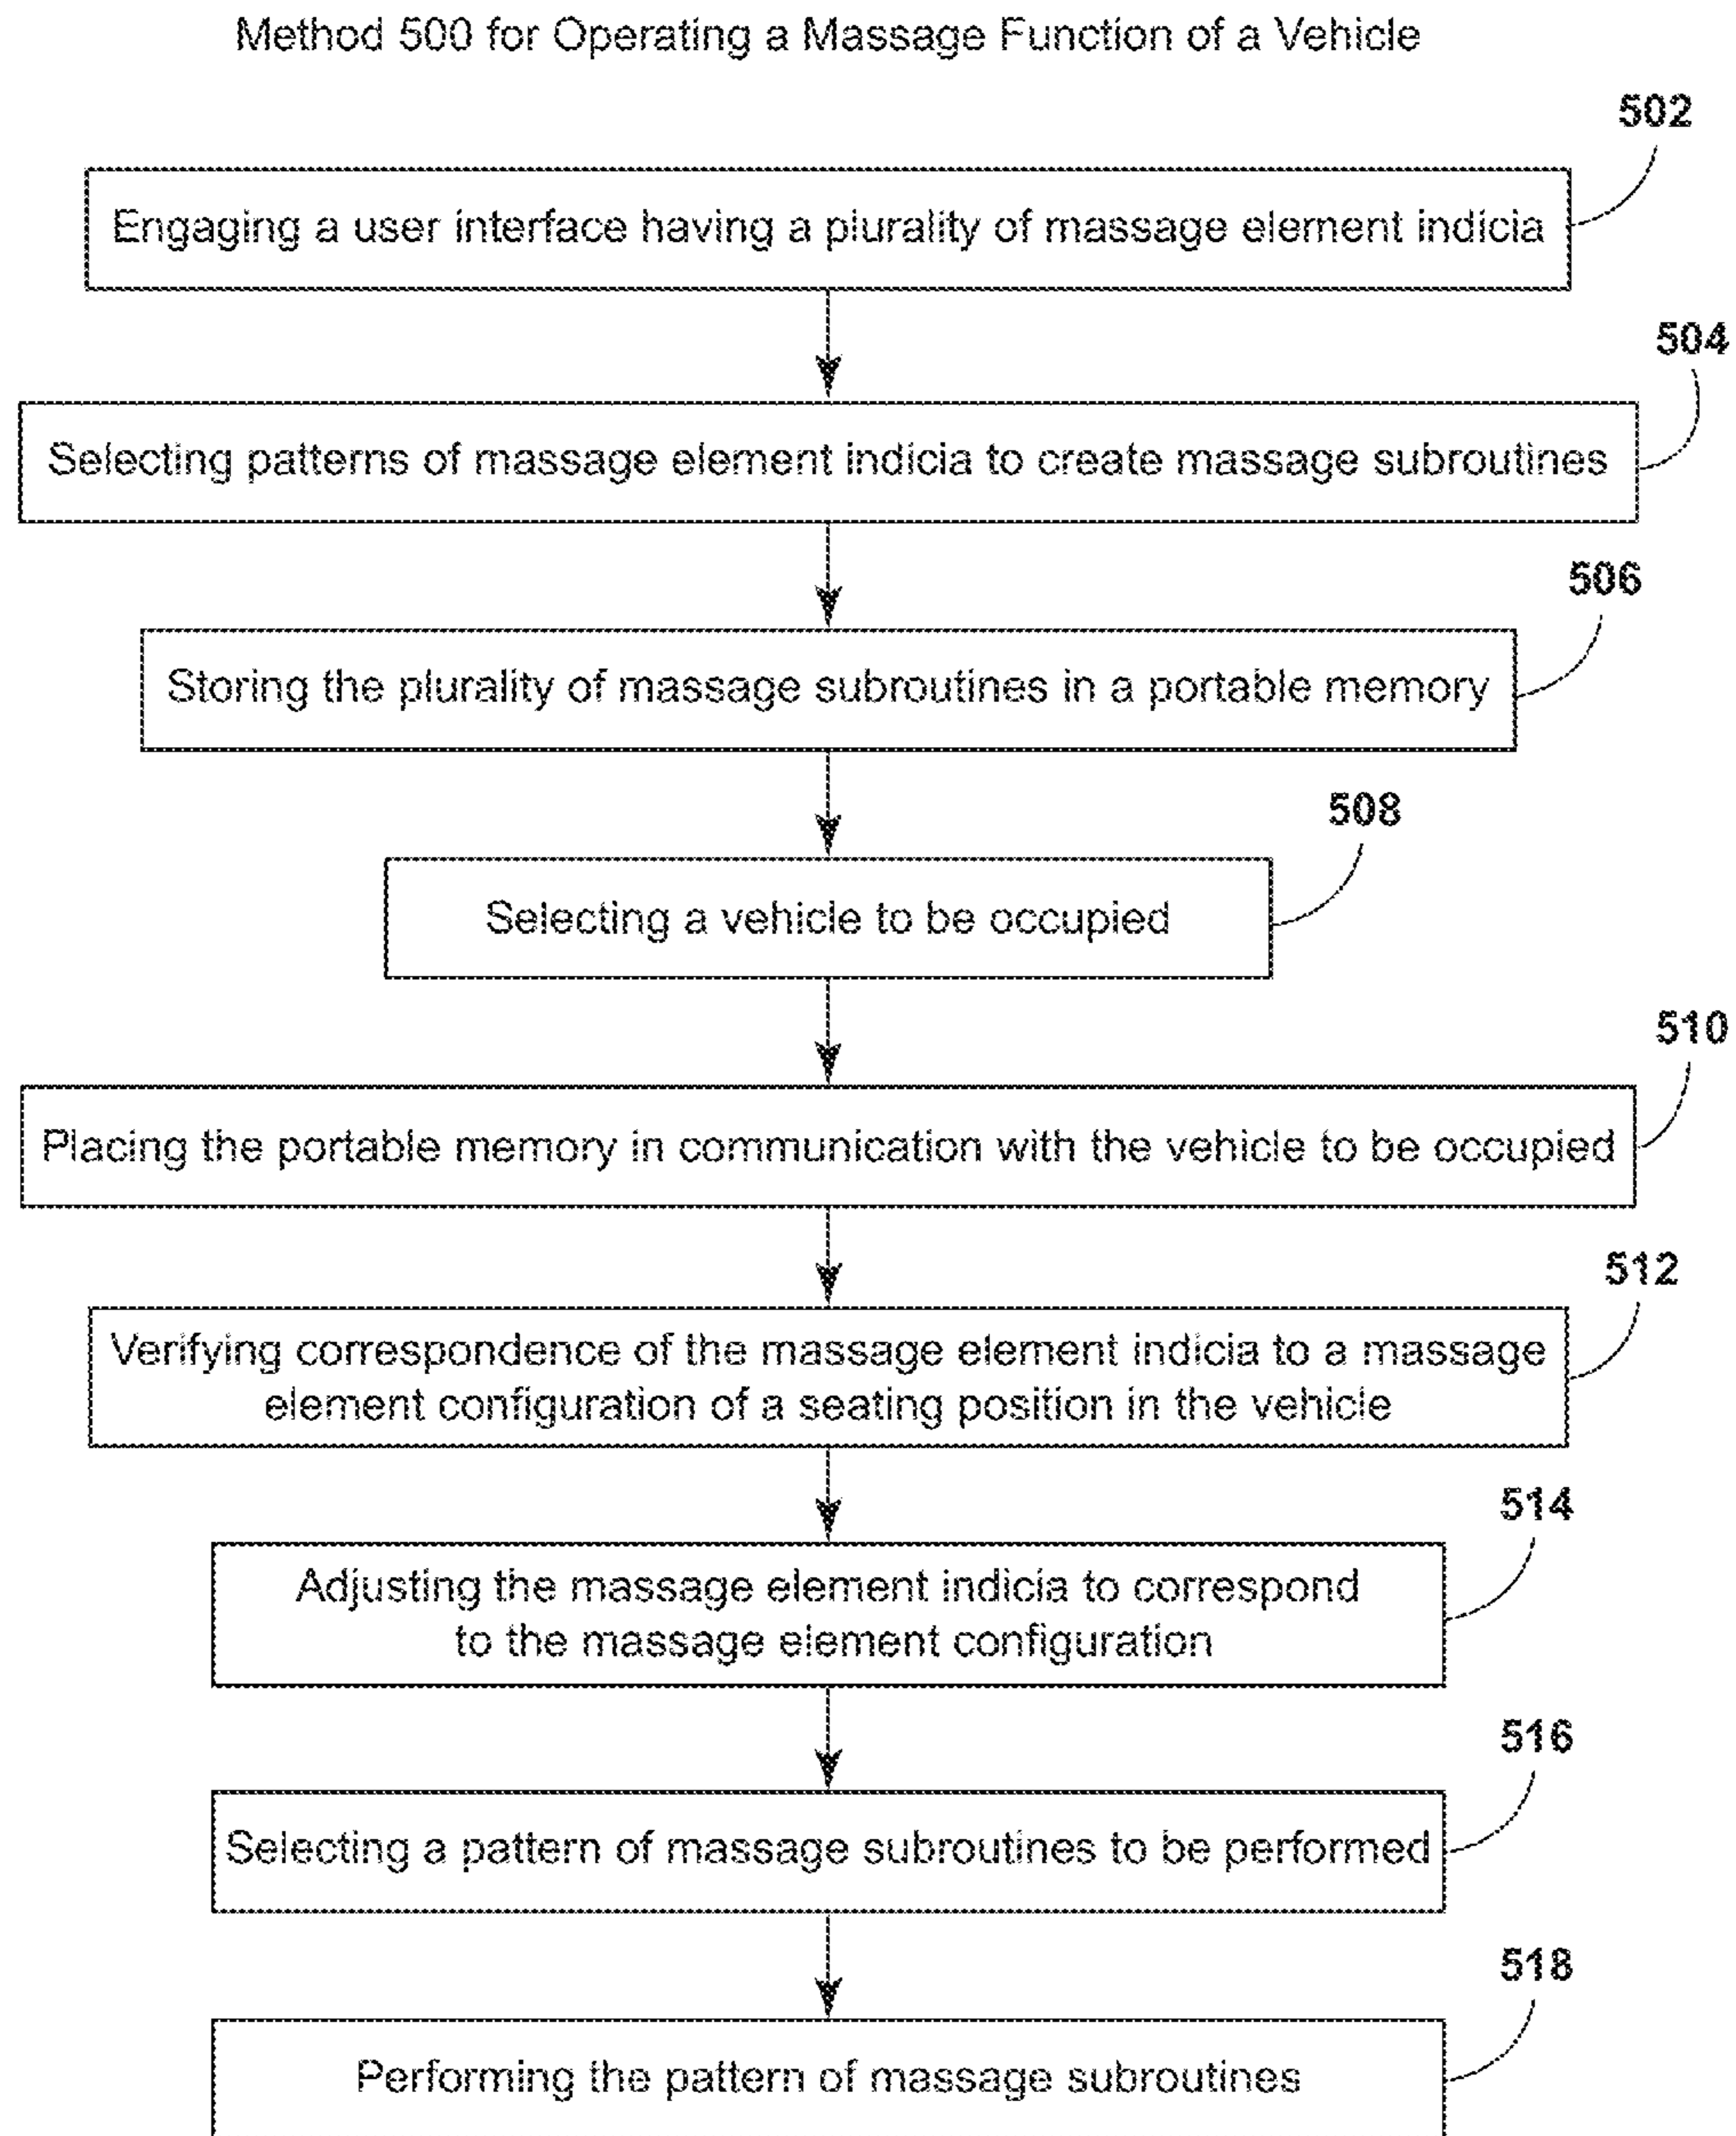 Method 500 for Operating a Massage Function of a Vehicle
502
Engaging a user interface having a plurality of massage element indicia
504
Selecting patterns of massage element indicia to create massage subroutines
506
Storing the plurality of massage subroutines in a portable memory
508
Selecting a vehicle to be occupied
510
Placing the portable memory in communication with the vehicle to be occupied
512
Verifying correspondence of the massage element indicia to a massage
element configuration of a seating position in the vehicle
514
Adjusting the massage element indicia to correspond
to the massage element configuration
516
Selecting a pattern of massage subroutines to be performed
518
Performing the pattern of massage subroutines